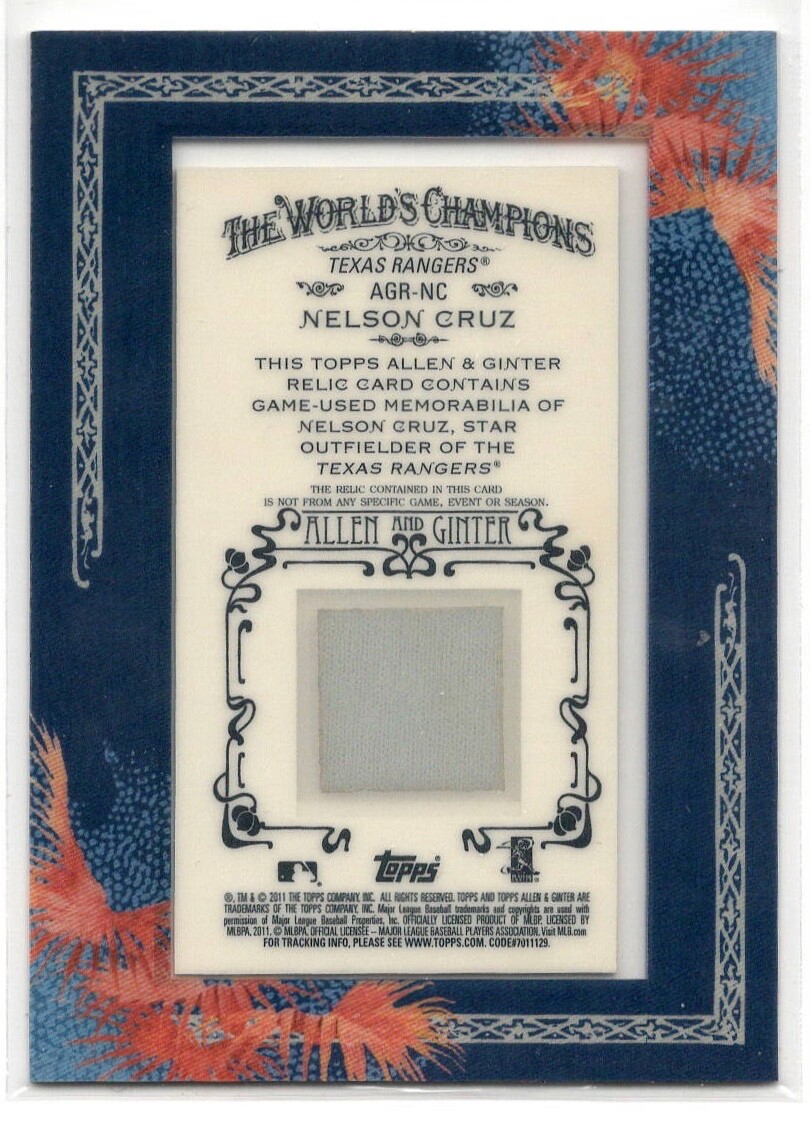 THE WORLD'S CHAMPIONS
TEXAS RANGERS®
AGR-NC
NELSON CRUZ
THIS TOPPS ALLEN & GINTER
RELIC CARD CONTAINS
GAME-USED MEMORABILIA OF
NELSON CRUZ, STAR
OUTFIELDER OF THE
TEXAS RANGERS®
THE RELIC CONTAINED IN THIS CARD
IS NOT FROM ANY SPECIFIC GAME, EVENT OR SEASON.
ALLEN AND GINTER
topps®
®, TM & © 2011 THE TOPPS COMPANY, INC. ALL RIGHTS RESERVED. TOPPS AND TOPPS ALLEN & GINTER ARE
TRADEMARKS OF THE TOPPS COMPANY, INC. Major League Baseball trademarks and copyrights are used with
permission of Major League Baseball Properties, Inc. OFFICIALLY LICENSED PRODUCT OF MLBP. LICENSED BY
MLBPA, 2011. © MLBPA. OFFICIAL LICENSEE – MAJOR LEAGUE BASEBALL PLAYERS ASSOCIATION. Visit MLB.com
FOR TRACKING INFO, PLEASE SEE WWW.TOPPS.COM. CODE#7011129.